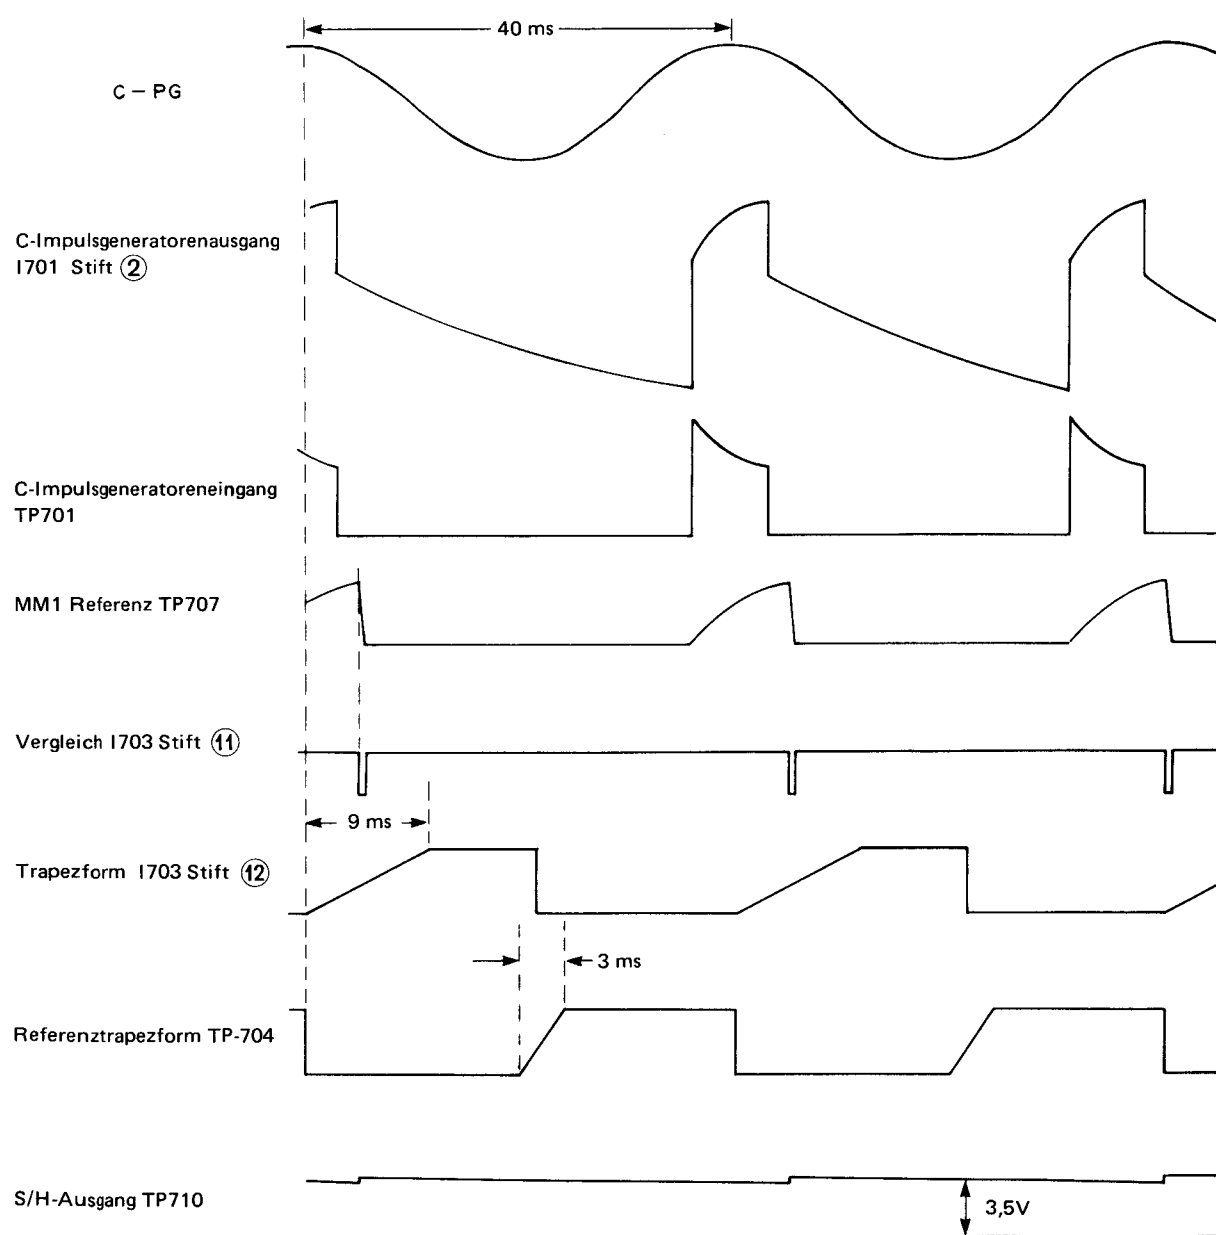 40 ms
C – PG
C-Impulsgeneratorenausgang
I701 Stift ②
C-Impulsgeneratoreneingang
TP701
MM1 Referenz TP707
Vergleich I703 Stift ⑪
9 ms
Trapezform I703 Stift ⑫
3 ms
Referenztrapezform TP-704
S/H-Ausgang TP710
3,5V